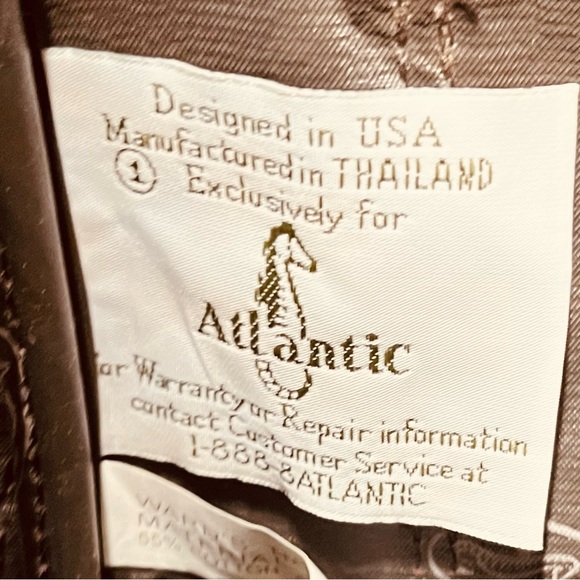 Designed in USA
Manufactured in THAILAND
1 Exclusively for
Atlantic
or Warranty or Repair information
contact Customer Service at
1-888-8ATLANTIC